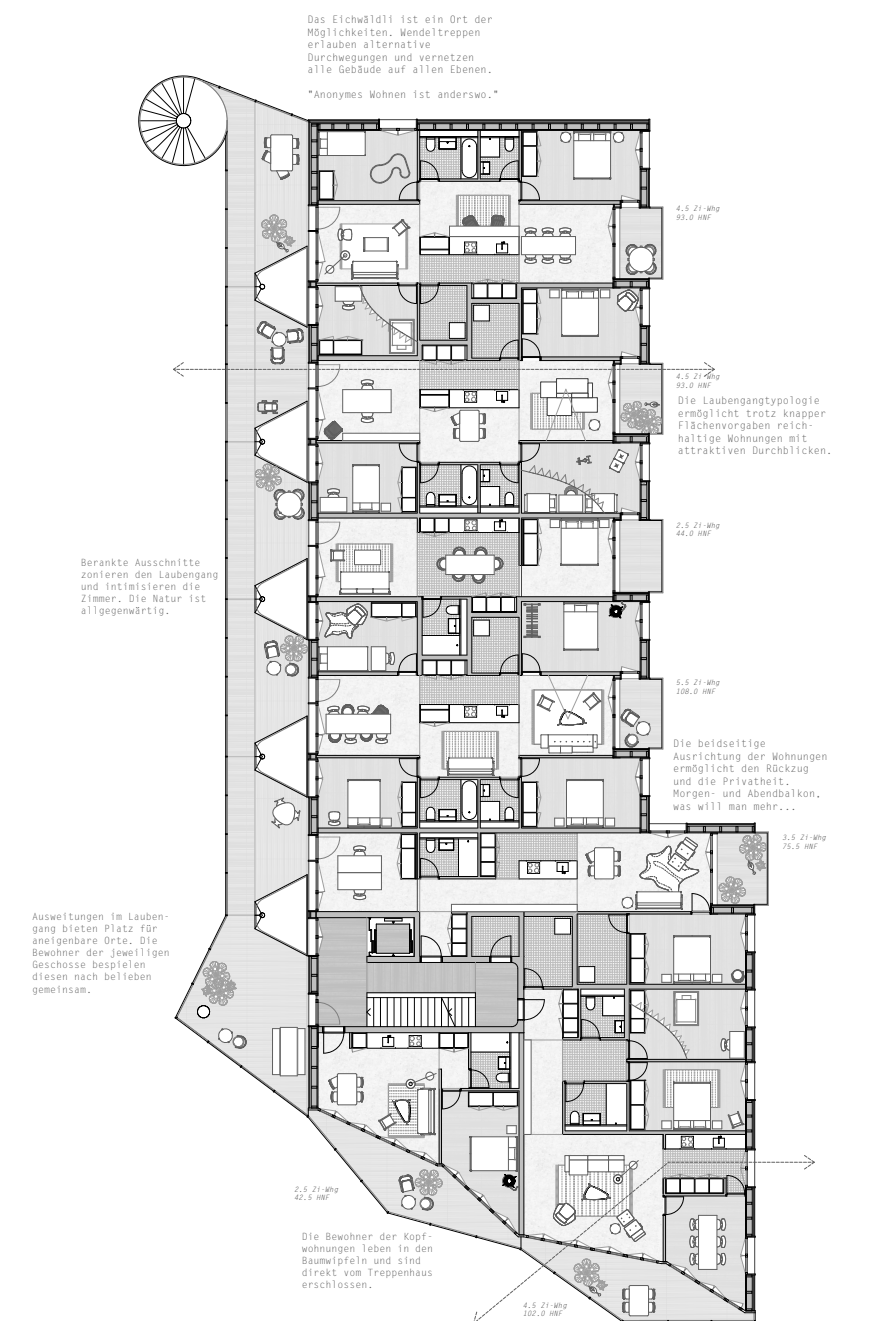 Das Eichwäldli ist ein Ort der
Möglichkeiten. Wendeltreppen
erlauben alternative
Durchwegungen und vernetzen
alle Gebäude auf allen Ebenen.
"Anonymes Wohnen ist anderswo."
4.5 Zi-Whg
93.0 HNF
4.5 Zi-Whg
93.0 HNF
Die Laubengangtypologie
ermöglicht trotz knapper
Flächenvorgaben reich-
haltige Wohnungen mit
attraktiven Durchblicken.
2.5 Zi-Whg
44.0 HNF
Berankte Ausschnitte
zonieren den Laubengang
und intimisieren die
Zimmer. Die Natur ist
allgegenwärtig.
5.5 Zi-Whg
108.0 HNF
Die beidseitige
Ausrichtung der Wohnungen
ermöglicht den Rückzug
und die Privatheit.
Morgen- und Abendbalkon,
was will man mehr...
3.5 Zi-Whg
75.5 HNF
Ausweitungen im Lauben-
gang bieten Platz für
aneigenbare Orte. Die
Bewohner der jeweiligen
Geschosse bespielen
diesen nach belieben
gemeinsam.
2.5 Zi-Whg
42.5 HNF
Die Bewohner der Kopf-
wohnungen leben in den
Baumwipfeln und sind
direkt vom Treppenhaus
erschlossen.
4.5 Zi-Whg
102.0 HNF